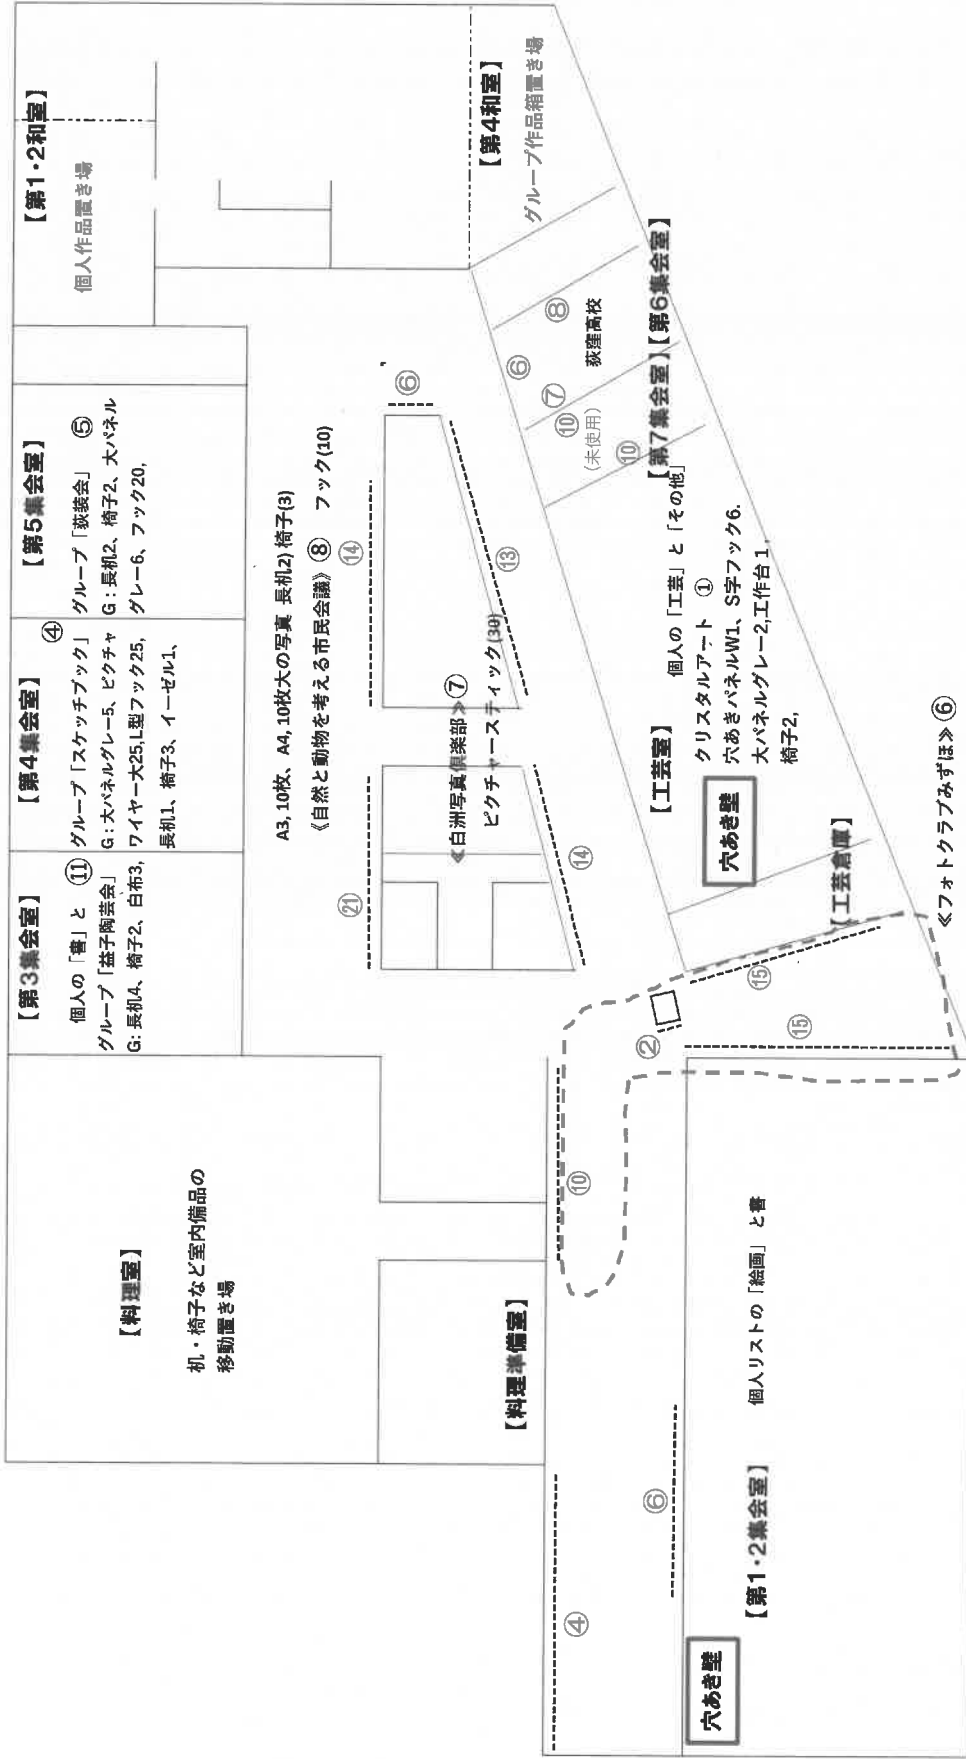 【料理室】
机・椅子など室内備品の
移動置き場
【第3集会室】
個人の「書」と ⑪
グループ「益子陶芸会」
G: 長机4、椅子2、白布3,
【第4集会室】
④
グループ「スケッチブック」
G：大パネルグレー5、ピクチャ
ワイヤー大25,L型フック25,
長机1、椅子3、イーゼル1、
【第5集会室】
グループ「荻装会」 ⑤
G：長机2、椅子2、大パネル
グレー6、フック20,
【第1・2和室】
個人作品置き場
A3, 10枚、A4, 10枚大の写真 長机2) 椅子(3)
《自然と動物を考える市民会議》⑧ フック(10)
㉑
⑭
⑥
≪白洲写真倶楽部≫⑦
ピクチャースティック(30)
⑭
⑬
【第4和室】
グループ作品箱置き場
【料理準備室】
④
⑥
⑩
②
⑮
⑮
⑥
⑦
⑧
⑩
(未使用)
⑩
荻窪高校
【第7集会室】【第6集会室】
【工芸室】
個人の「工芸」と「その他」
クリスタルアート ①
穴あきパネルW1、S字フック6.
大パネルグレー2,工作台1,
椅子2,
穴あき壁
【工芸倉庫】
≪フォトクラブみずほ≫⑥
穴あき壁
【第1・2集会室】
個人リストの「絵画」と書